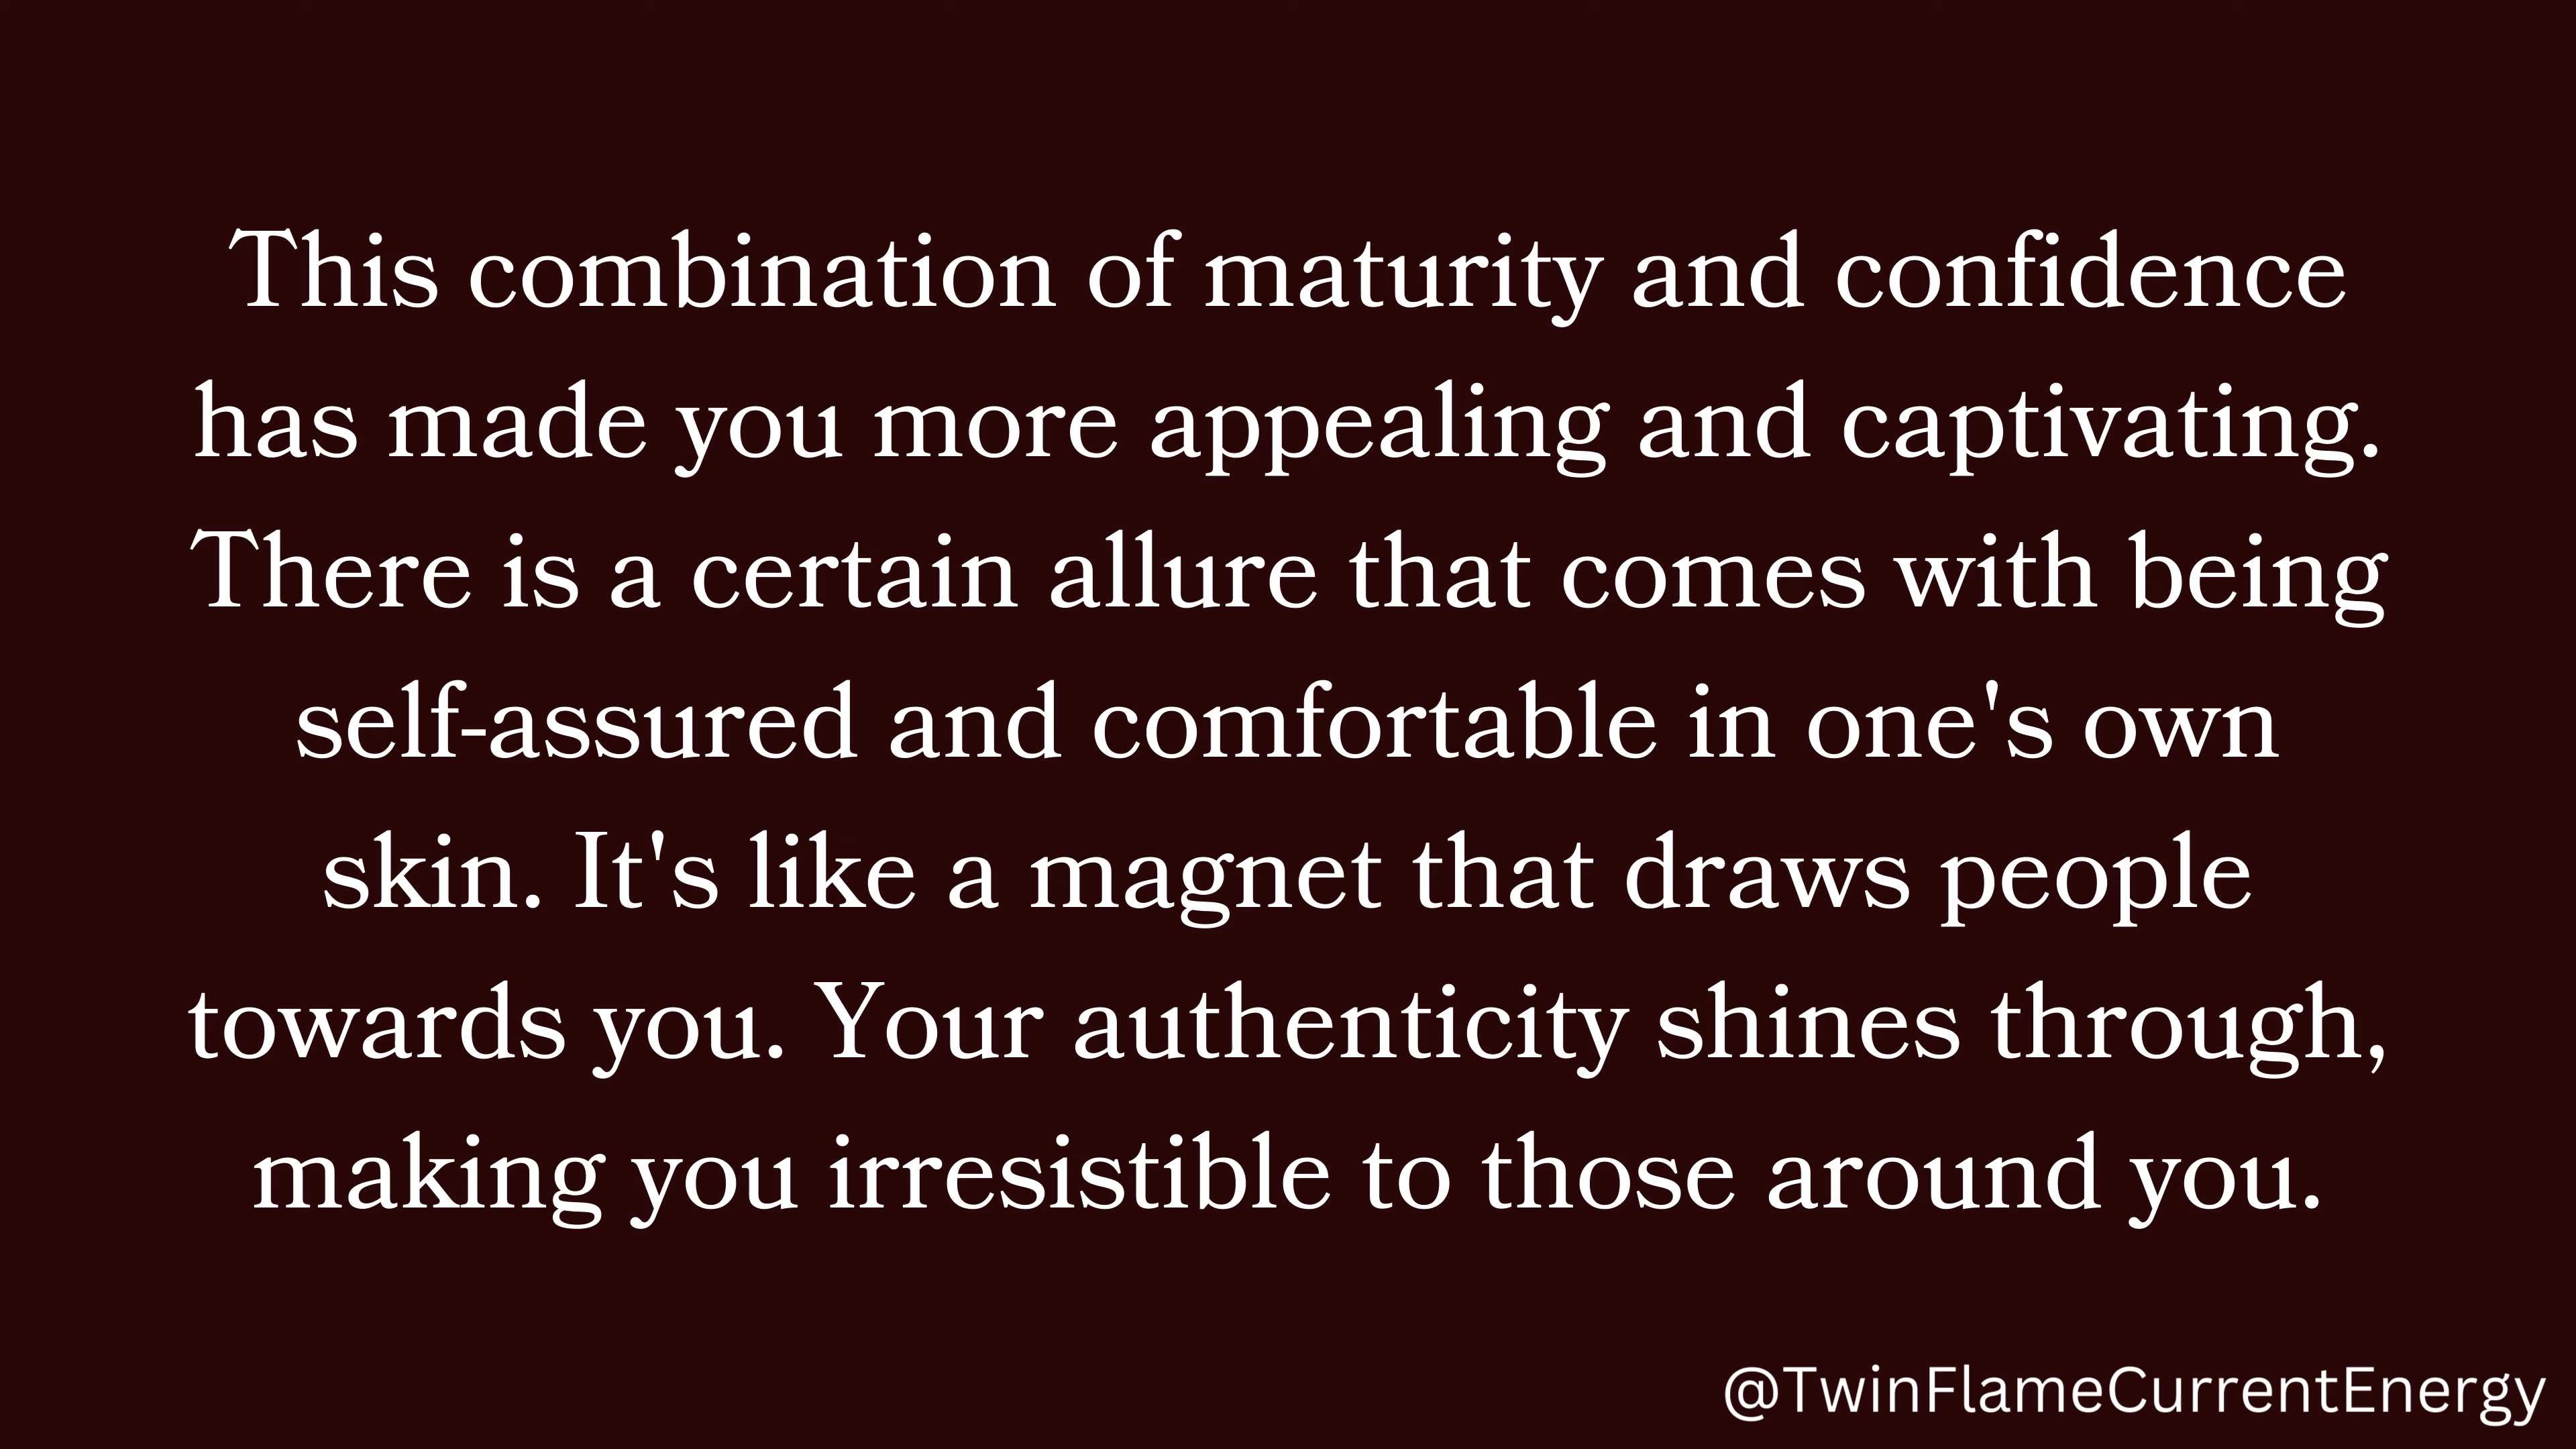 This combination of maturity and confidence
has made you more appealing and captivating.
There is a certain allure that comes with being
self-assured and comfortable in one's own
skin. It's like a magnet that draws people
towards you. Your authenticity shines through,
making you irresistible to those around you.
@TwinFlameCurrentEnergy